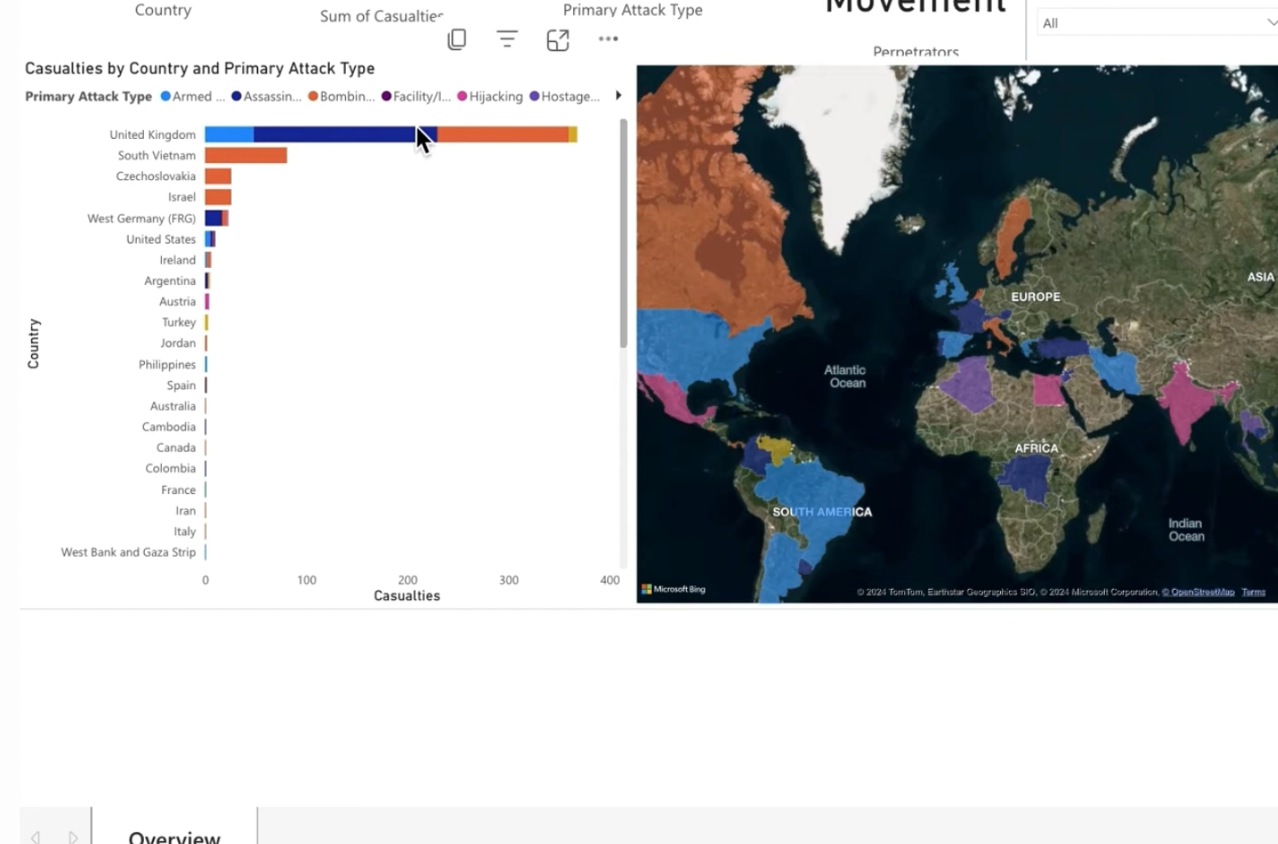 Country
Sum of Casualties
Primary Attack Type
Movement
Perpetrators
All
Casualties by Country and Primary Attack Type
Primary Attack Type Armed ... Assassin... Bombin... Facility/I... Hijacking Hostage...
United Kingdom
South Vietnam
Czechoslovakia
Israel
West Germany (FRG)
United States
Ireland
Argentina
Austria
Turkey
Jordan
Philippines
Spain
Australia
Cambodia
Canada
Colombia
France
Iran
Italy
West Bank and Gaza Strip
Country
0 100 200 300 400
Casualties
ASIA
EUROPE
Atlantic
Ocean
AFRICA
SOUTH AMERICA
Indian
Ocean
Microsoft Bing
© 2024 TomTom, Earthstar Geographics SIO, © 2024 Microsoft Corporation, © OpenStreetMap Terms
Overview